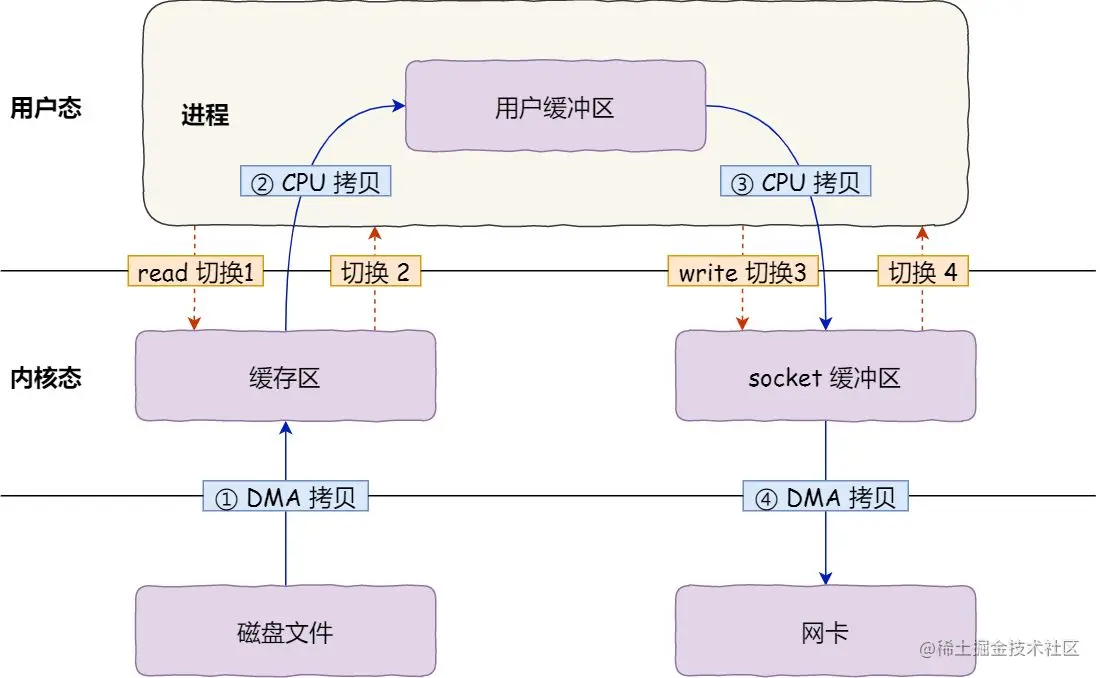 用户态
进程
用户缓冲区
② CPU 拷贝
③ CPU 拷贝
read 切换1
切换 2
write 切换3
切换 4
内核态
缓存区
socket 缓冲区
① DMA 拷贝
④ DMA 拷贝
磁盘文件
网卡
@稀土掘金技术社区